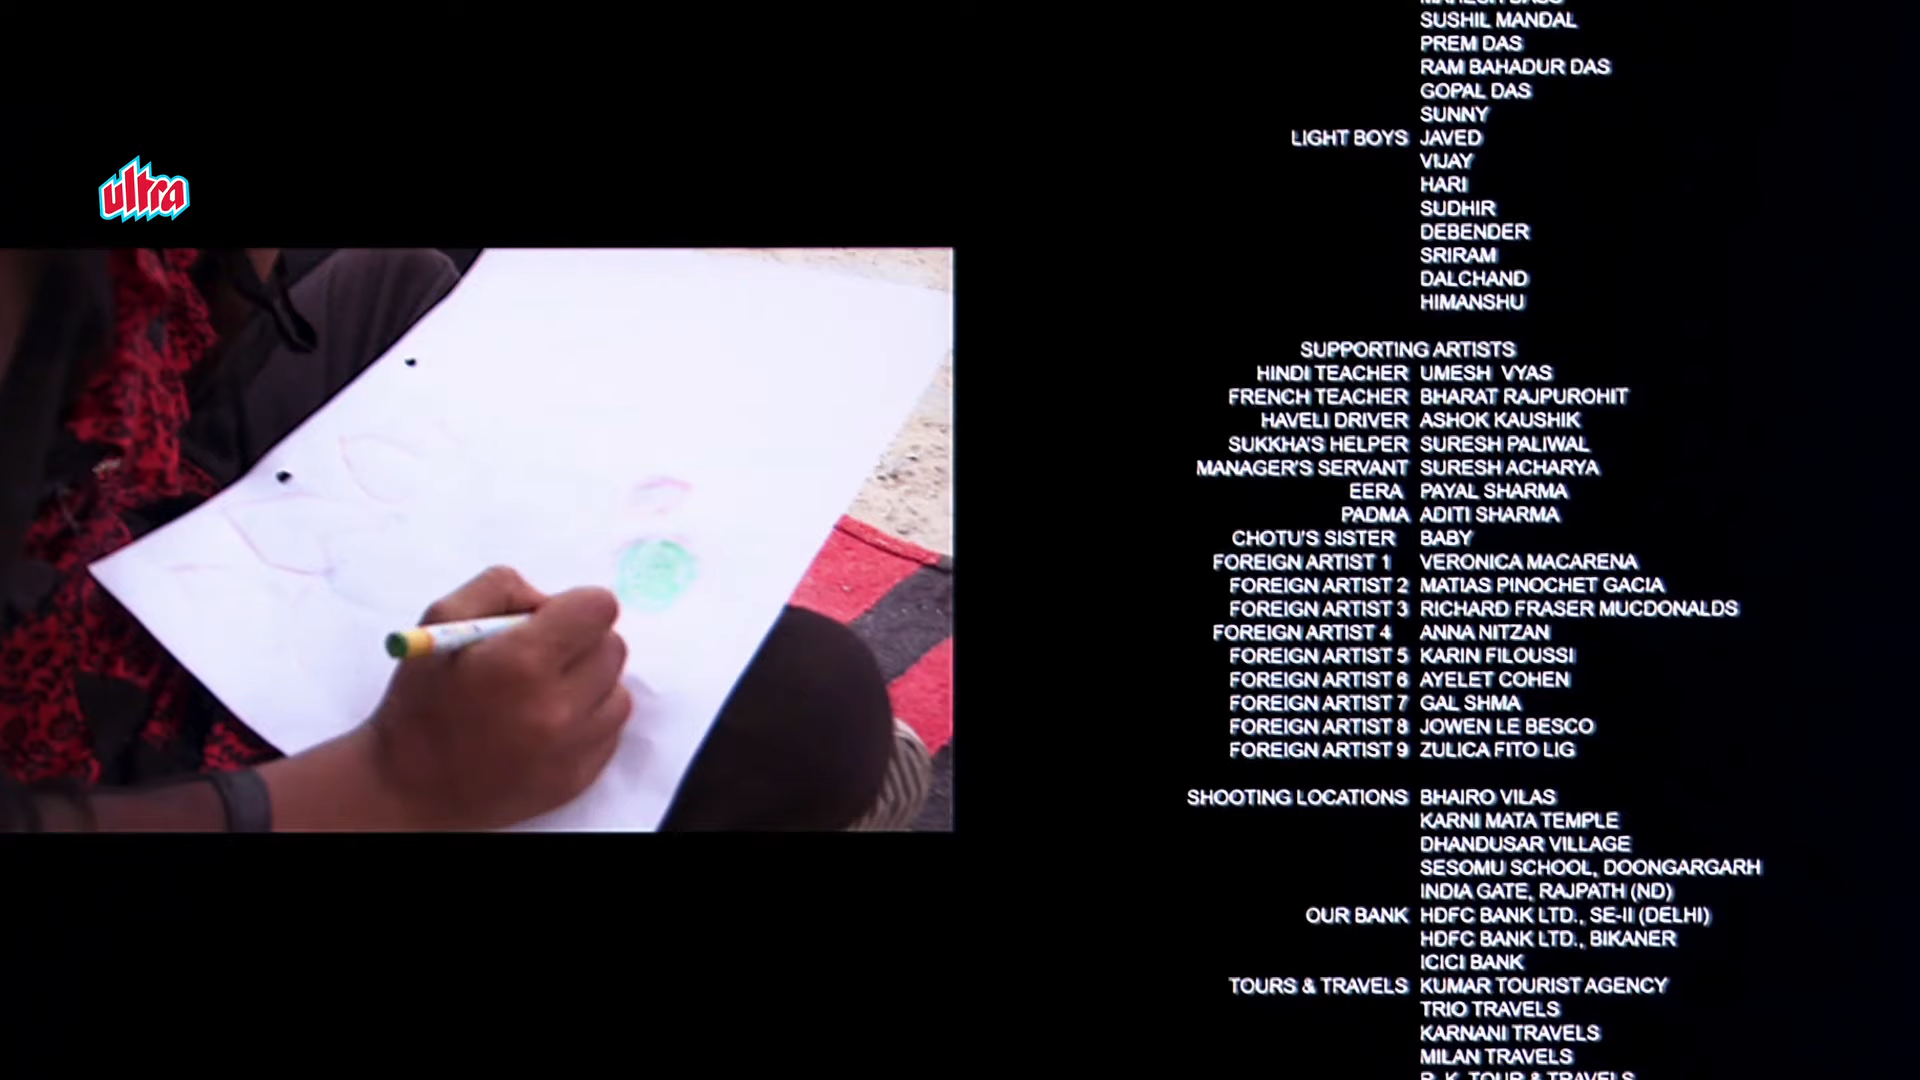 SUSHIL MANDAL
PREM DAS
RAM BAHADUR DAS
GOPAL DAS
SUNNY
LIGHT BOYS JAVED
VIJAY
HARI
SUDHIR
DEBENDER
SRIRAM
DALCHAND
HIMANSHU
ultra
SUPPORTING ARTISTS
HINDI TEACHER UMESH VYAS
FRENCH TEACHER BHARAT RAJPUROHIT
HAVELI DRIVER ASHOK KAUSHIK
SUKKHA'S HELPER SURESH PALIWAL
MANAGER'S SERVANT SURESH ACHARYA
EERA PAYAL SHARMA
PADMA ADITI SHARMA
CHOTU'S SISTER BABY
FOREIGN ARTIST 1 VERONICA MACARENA
FOREIGN ARTIST 2 MATIAS PINOCHET GACIA
FOREIGN ARTIST 3 RICHARD FRASER MUCDONALDS
FOREIGN ARTIST 4 ANNA NITZAN
FOREIGN ARTIST 5 KARIN FILOUSSI
FOREIGN ARTIST 6 AYELET COHEN
FOREIGN ARTIST 7 GAL SHMA
FOREIGN ARTIST 8 JOWEN LE BESCO
FOREIGN ARTIST 9 ZULICA FITO LIG
SHOOTING LOCATIONS BHAIRO VILAS
KARNI MATA TEMPLE
DHANDUSAR VILLAGE
SESOMU SCHOOL, DOONGARGARH
INDIA GATE, RAJPATH (ND)
OUR BANK HDFC BANK LTD., SE-II (DELHI)
HDFC BANK LTD., BIKANER
ICICI BANK
TOURS & TRAVELS KUMAR TOURIST AGENCY
TRIO TRAVELS
KARNANI TRAVELS
MILAN TRAVELS
R. K. TOUR & TRAVELS